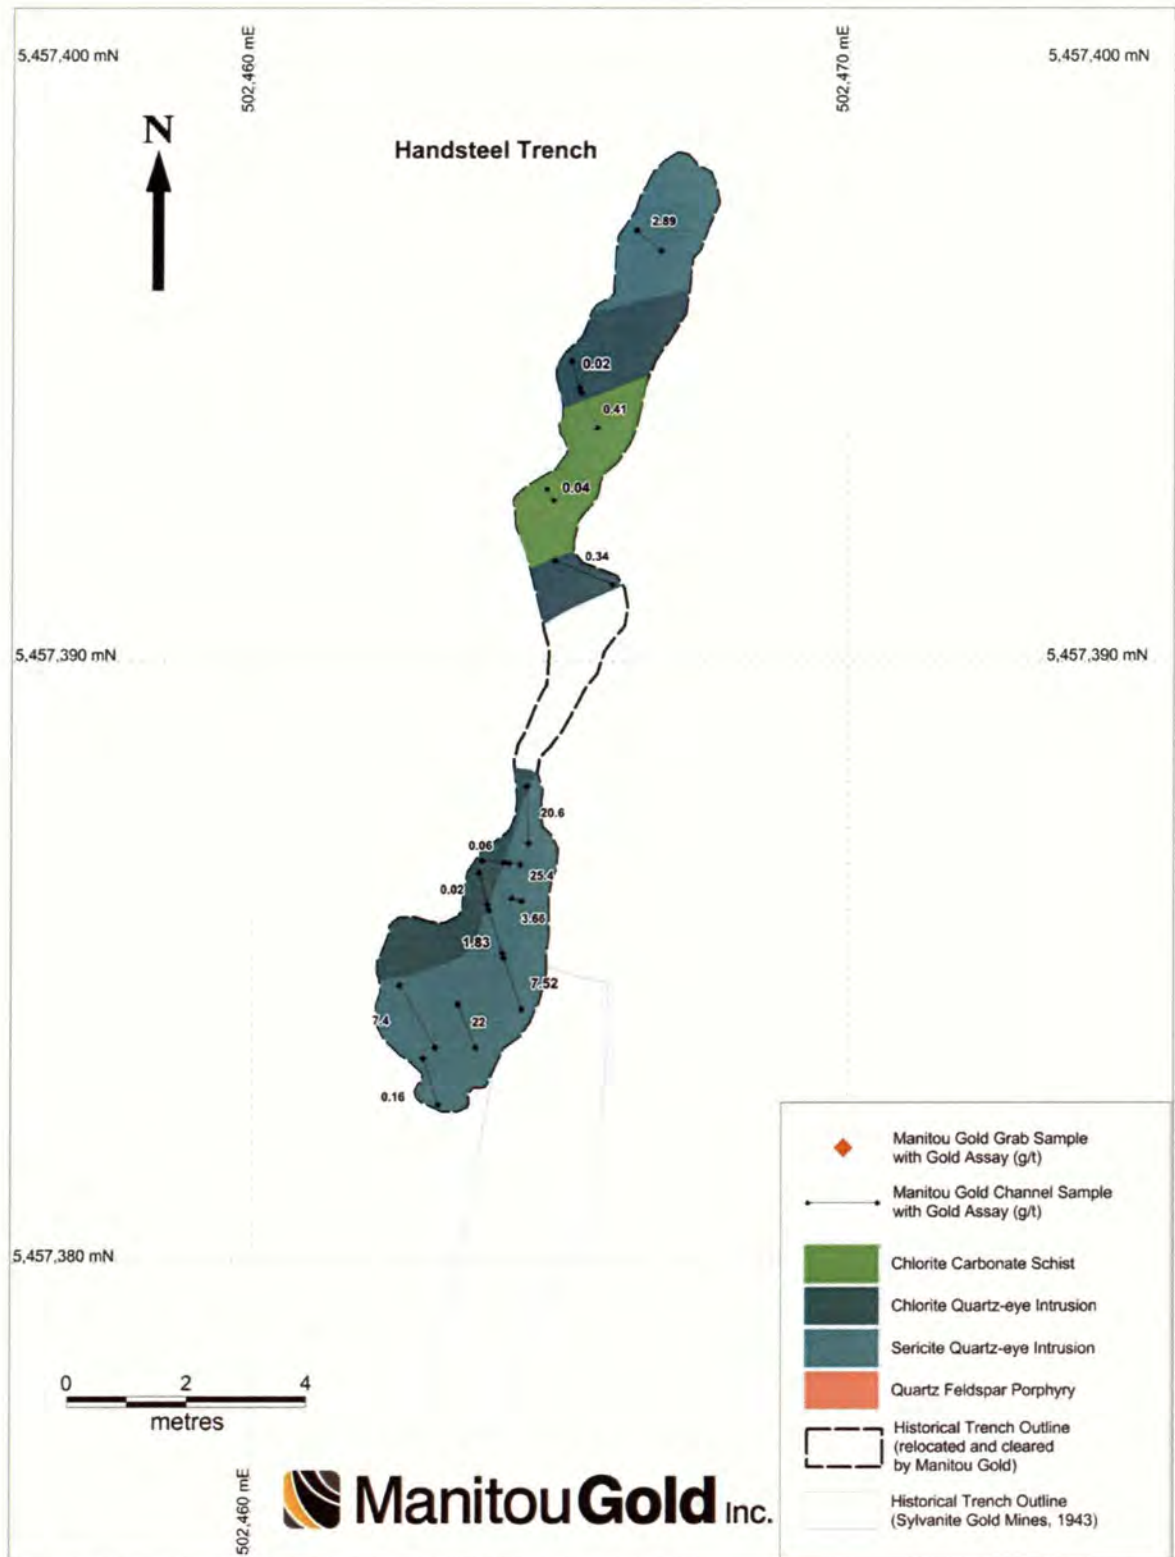 502,460 mE
502,470 mE
5,457,400 mN
5,457,400 mN
N
Handsteel Trench
2.89
0.02
0.41
0.04
0.34
5,457,390 mN
5,457,390 mN
20.6
0.06
25.4
0.02
3.66
1.83
7.52
7.4
22
0.16
5,457,380 mN
Manitou Gold Grab Sample
with Gold Assay (g/t)
Manitou Gold Channel Sample
with Gold Assay (g/t)
Chlorite Carbonate Schist
Chlorite Quartz-eye Intrusion
Sericite Quartz-eye Intrusion
Quartz Feldspar Porphyry
Historical Trench Outline
(relocated and cleared
by Manitou Gold)
Historical Trench Outline
(Sylvanite Gold Mines, 1943)
0 2 4
metres
502,460 mE
ManitouGold Inc.